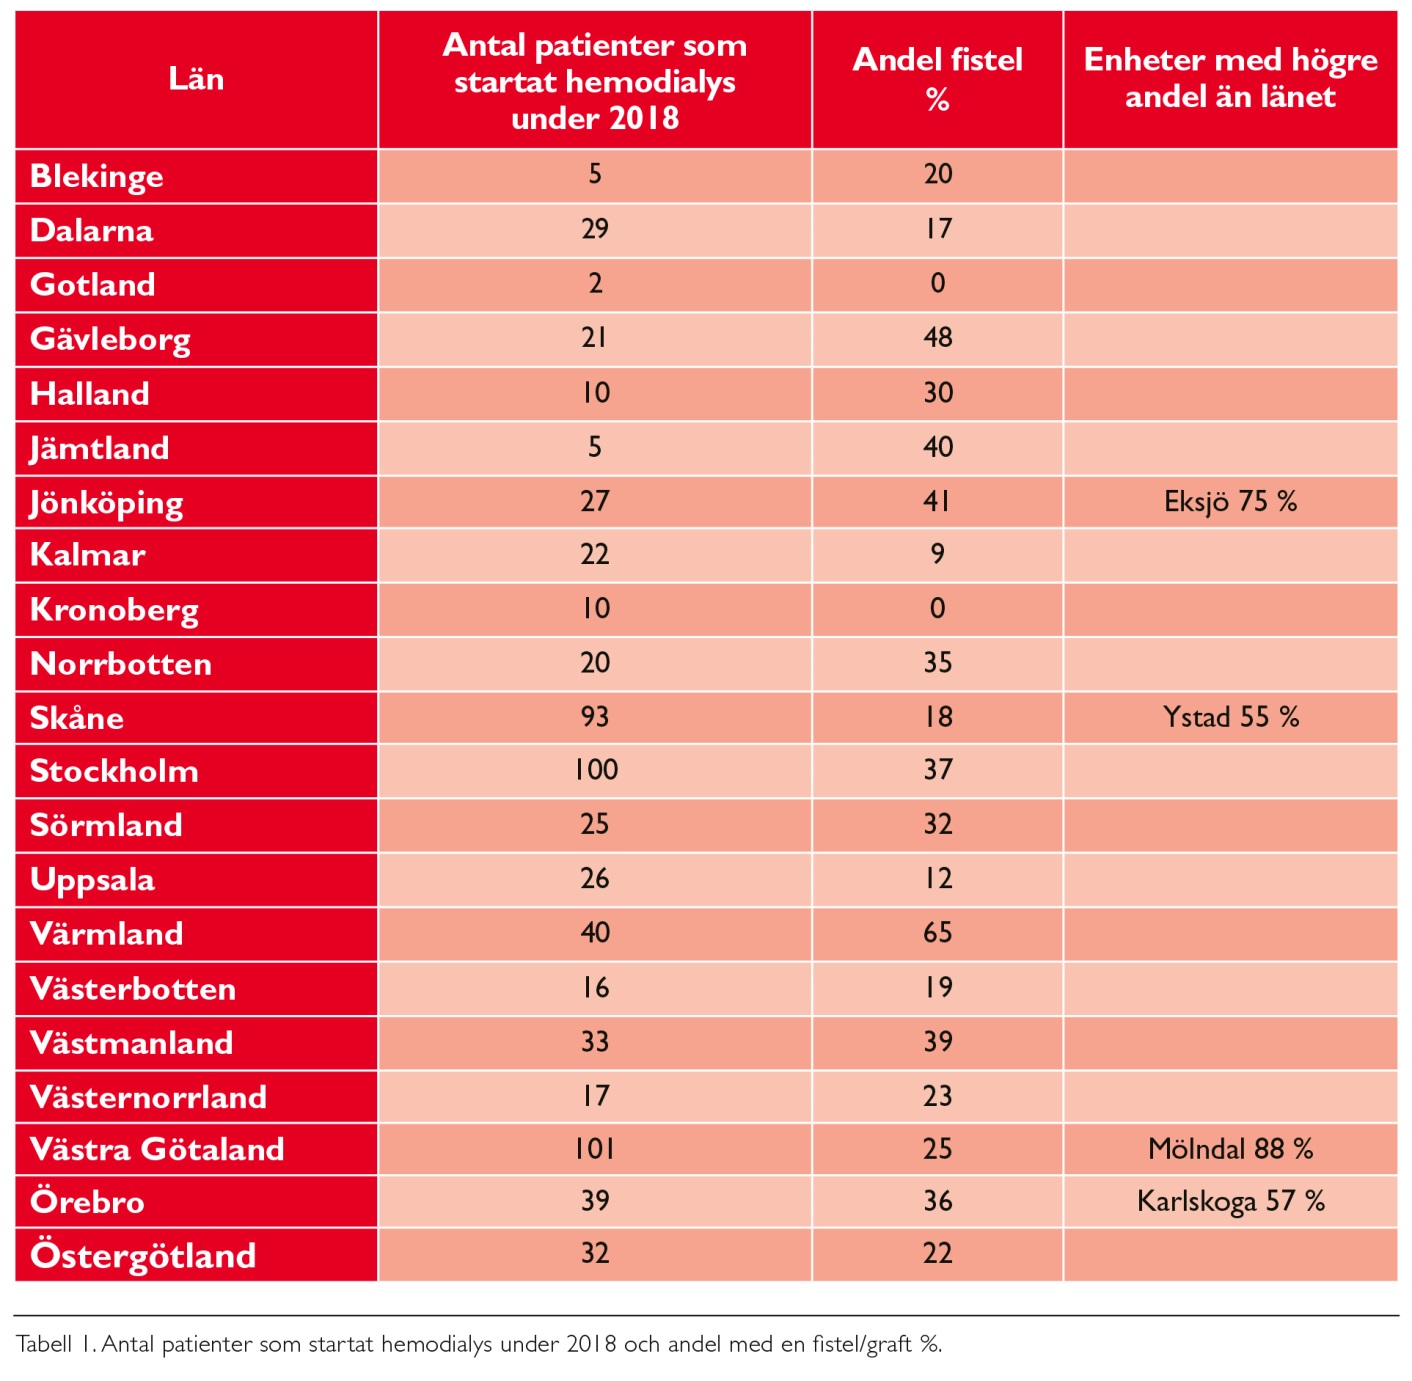 Län
Antal patienter som
startat hemodialys
under 2018
Andel fistel
%
Enheter med högre
andel än länet
Blekinge 5 20
Dalarna 29 17
Gotland 2 0
Gävleborg 21 48
Halland 10 30
Jämtland 5 40
Jönköping 27 41 Eksjö 75 %
Kalmar 22 9
Kronoberg 10 0
Norrbotten 20 35
Skåne 93 18 Ystad 55 %
Stockholm 100 37
Sörmland 25 32
Uppsala 26 12
Värmland 40 65
Västerbotten 16 19
Västmanland 33 39
Västernorrland 17 23
Västra Götaland 101 25 Mölndal 88 %
Örebro 39 36 Karlskoga 57 %
Östergötland 32 22
Tabell 1. Antal patienter som startat hemodialys under 2018 och andel med en fistel/graft %.